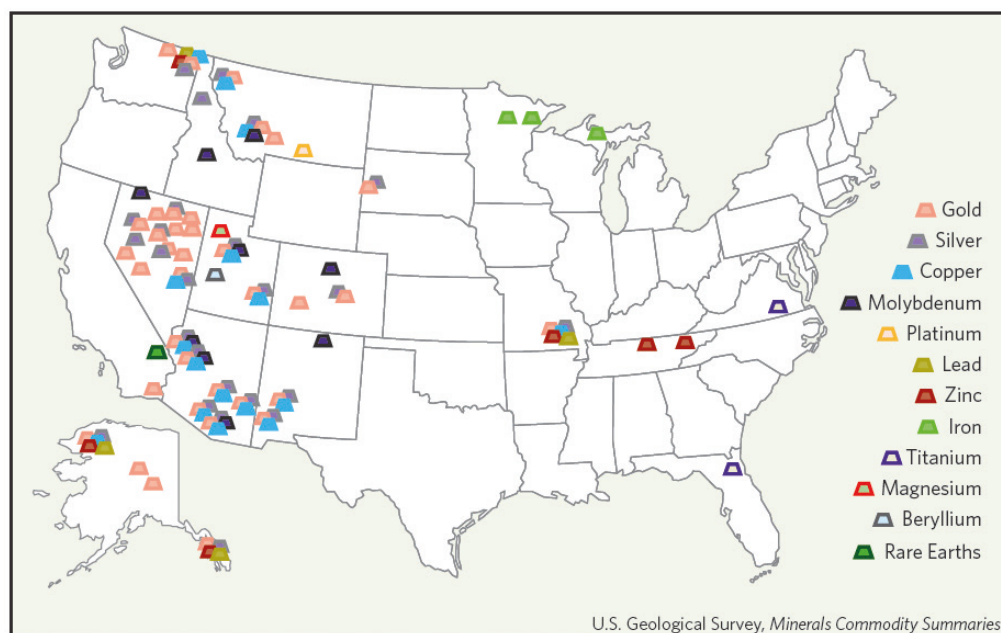 Gold
Silver
Copper
Molybdenum
Platinum
Lead
Zinc
Iron
Titanium
Magnesium
Beryllium
Rare Earths
U.S. Geological Survey, Minerals Commodity Summaries